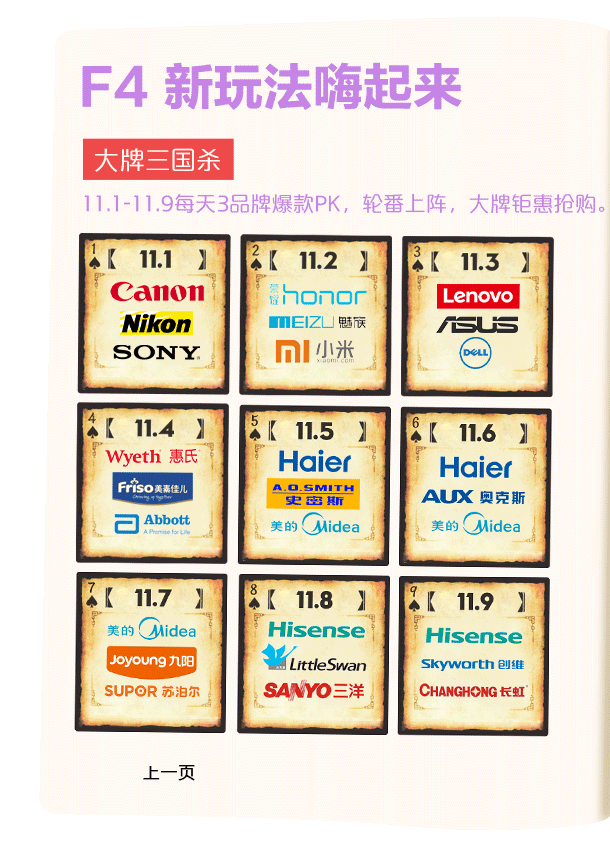 F4 新玩法嗨起来
大牌三国杀
11.1-11.9每天3品牌爆款PK，轮番上阵，大牌钜惠抢购。
1
【 11.1 】
Canon
Nikon
SONY
2
【 11.2 】
荣耀 honor
MEIZU 魅族
MI 小米
xiaomi.com
3
【 11.3 】
Lenovo
ASUS
DELL
4
【 11.4 】
Wyeth 惠氏
Friso 美素佳儿
Growing up together
Abbott
A Promise for Life
5
【 11.5 】
Haier
A.O.SMITH
史密斯
美的 Midea
6
【 11.6 】
Haier
AUX 奥克斯
美的 Midea
7
【 11.7 】
美的 Midea
Joyoung 九阳
SUPOR 苏泊尔
8
【 11.8 】
Hisense
LittleSwan
SANYO 三洋
9
【 11.9 】
Hisense
Skyworth 创维
CHANGHONG 长虹
上一页